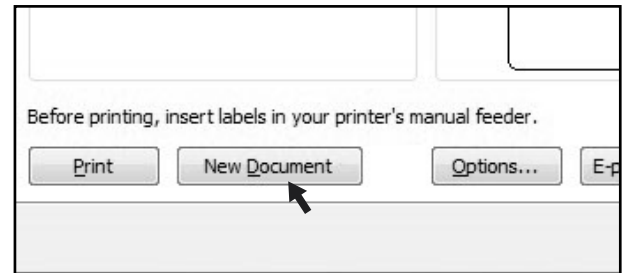 Before printing, insert labels in your printer's manual feeder.
Print New Document Options... E-p